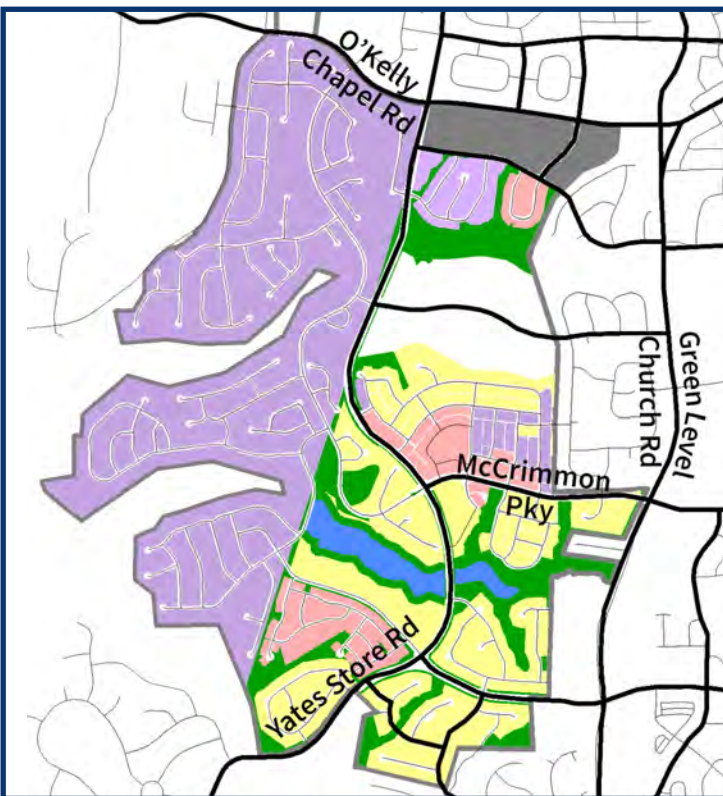 O'Kelly
Chapel Rd
Green Level
Church Rd
McCrimmon
Pky
Yates Store Rd